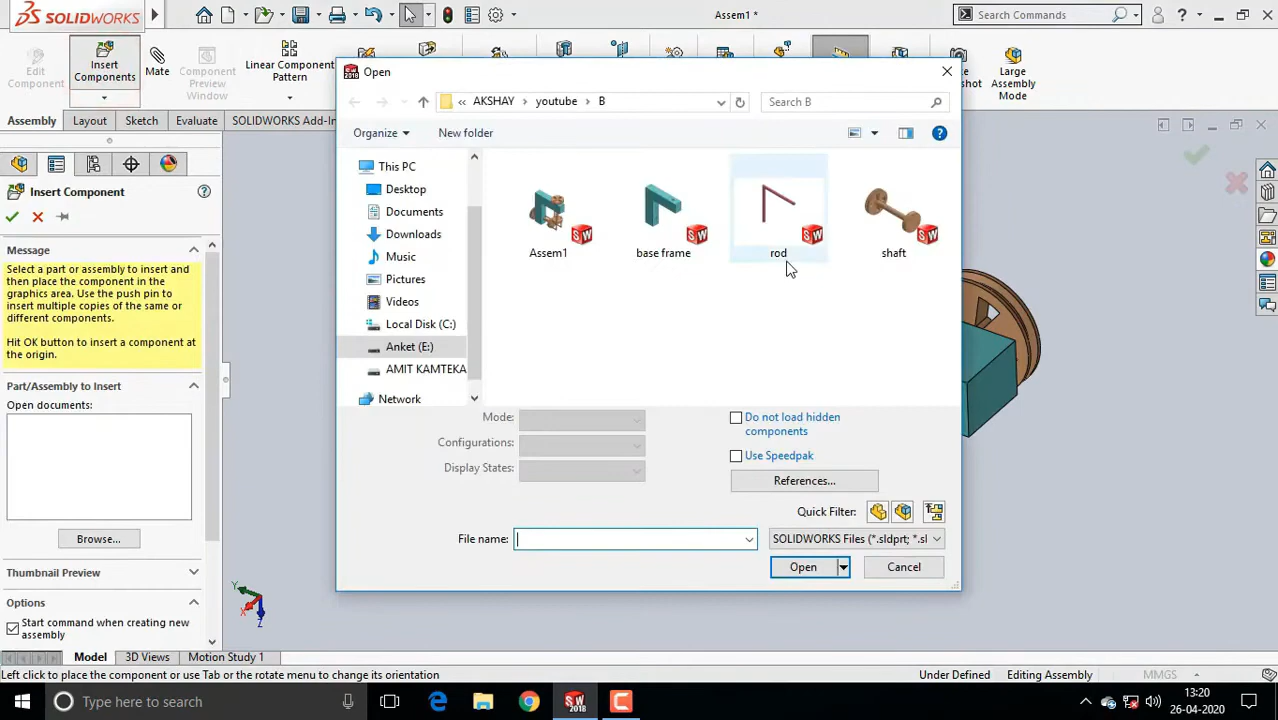 SOLIDWORKS
Assem1 *
Search Commands
Edit
Component
Insert
Components
Mate
Component
Preview
Window
Linear Component
Pattern
Large
Assembly
Mode
Assembly
Layout
Sketch
Evaluate
SOLIDWORKS Add-In
Insert Component
Message
Select a part or assembly to insert and
then place the component in the
graphics area. Use the push pin to
insert multiple copies of the same or
different components.
Hit OK button to insert a component at
the origin.
Part/Assembly to Insert
Open documents:
Browse...
Thumbnail Preview
Options
Start command when creating new
assembly
Open
« AKSHAY › youtube › B
Search B
Organize
New folder
This PC
Desktop
Documents
Downloads
Music
Pictures
Videos
Local Disk (C:)
Anket (E:)
AMIT KAMTEKA
Network
Assem1
base frame
rod
shaft
Mode:
Configurations:
Display States:
Do not load hidden
components
Use Speedpak
References...
Quick Filter:
File name:
SOLIDWORKS Files (*.sldprt; *.sl
Open
Cancel
Model
3D Views
Motion Study 1
Left click to place the component or use Tab or the rotate menu to change its orientation
Under Defined
Editing Assembly
MMGS
Type here to search
13:20
26-04-2020